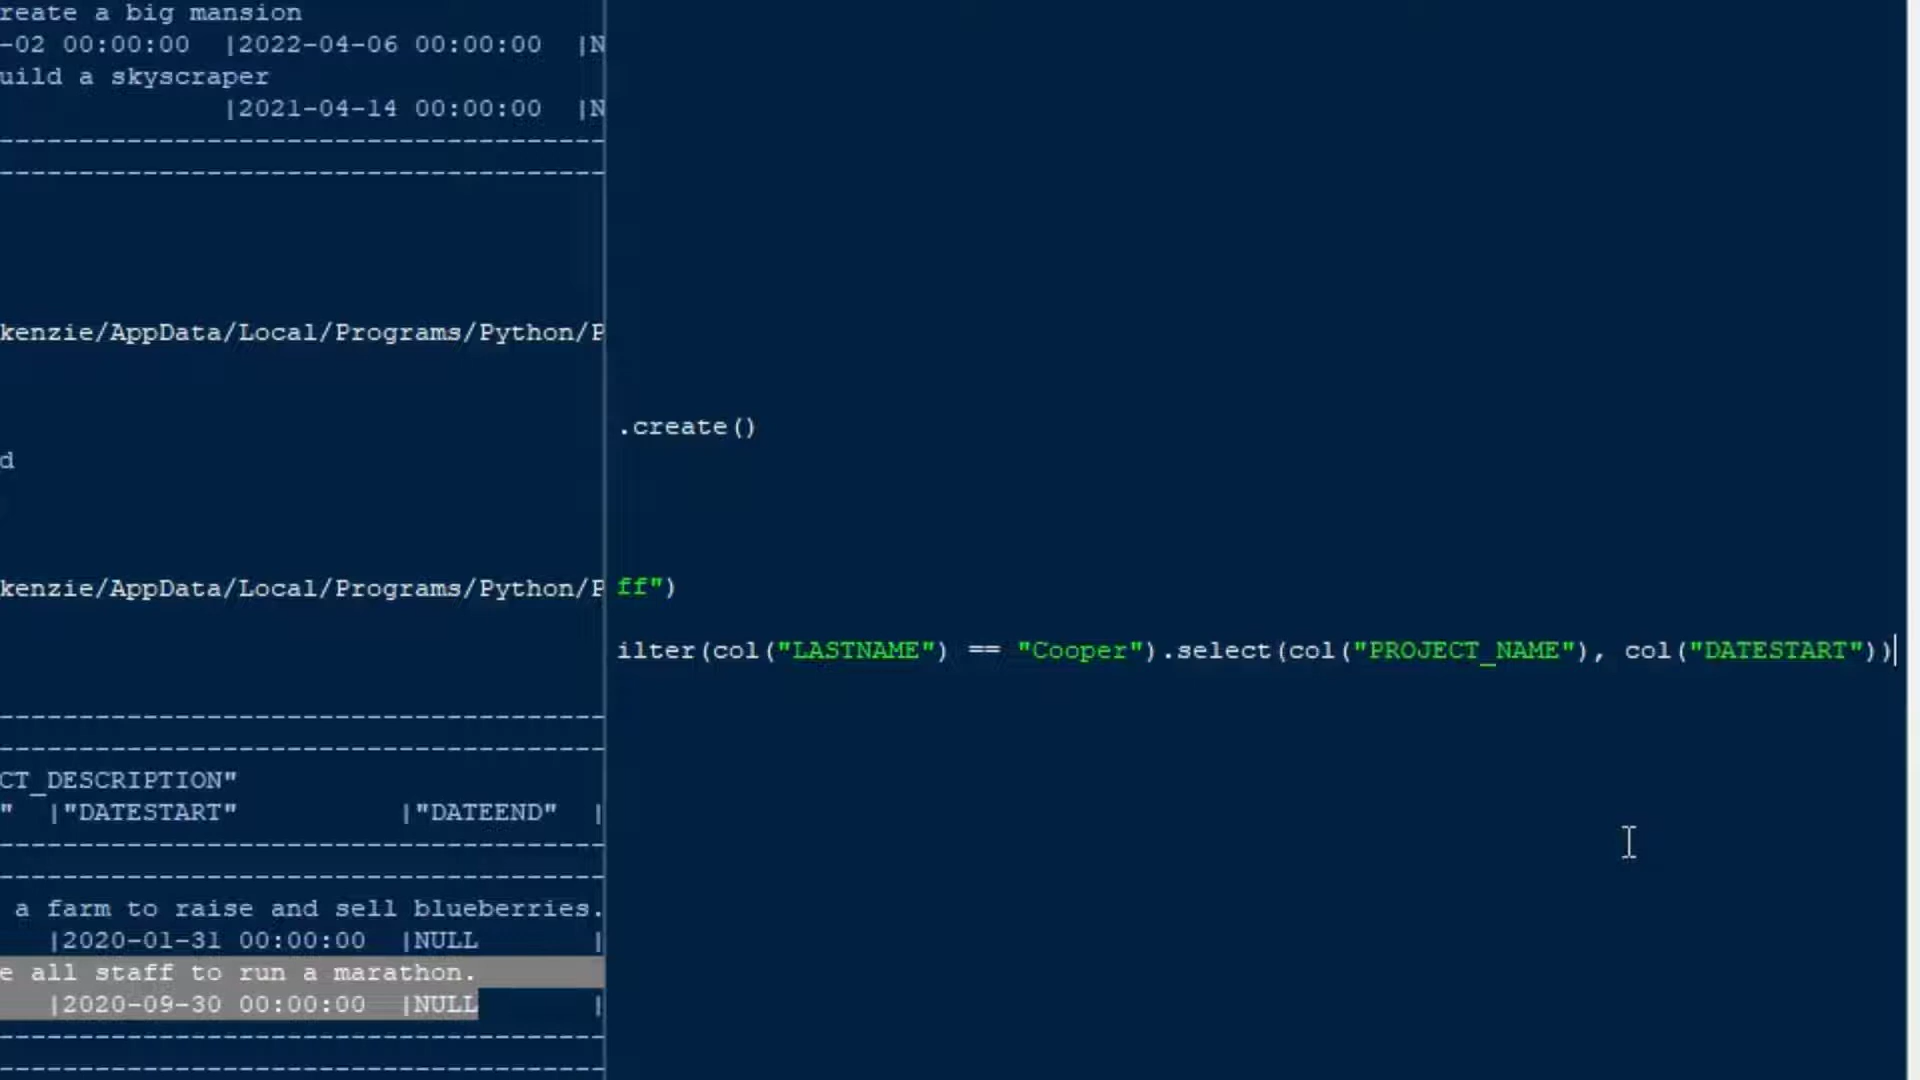 reate a big mansion
-02 00:00:00 |2022-04-06 00:00:00 |N
uild a skyscraper
|2021-04-14 00:00:00 |N
--------------------------------------
--------------------------------------
kenzie/AppData/Local/Programs/Python/P
d
kenzie/AppData/Local/Programs/Python/P
--------------------------------------
--------------------------------------
CT_DESCRIPTION"
" |"DATESTART" |"DATEEND" |
--------------------------------------
--------------------------------------
a farm to raise and sell blueberries.
|2020-01-31 00:00:00 |NULL |
e all staff to run a marathon.
|2020-09-30 00:00:00 |NULL |
--------------------------------------
--------------------------------------
.create()
ff")
ilter(col("LASTNAME") == "Cooper").select(col("PROJECT_NAME"), col("DATESTART"))